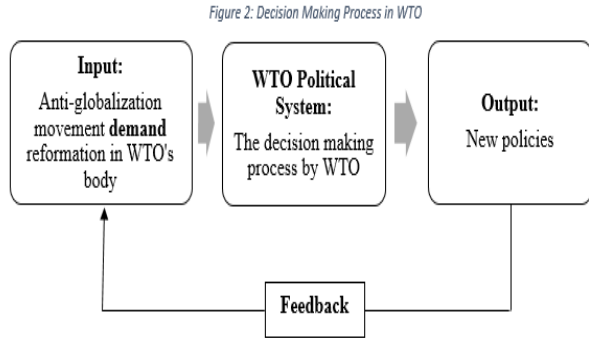 Figure 2: Decision Making Process in WTO
Input:
Anti-globalization
movement demand
reformation in WTO's
body
WTO Political
System:
The decision making
process by WTO
Output:
New policies
Feedback